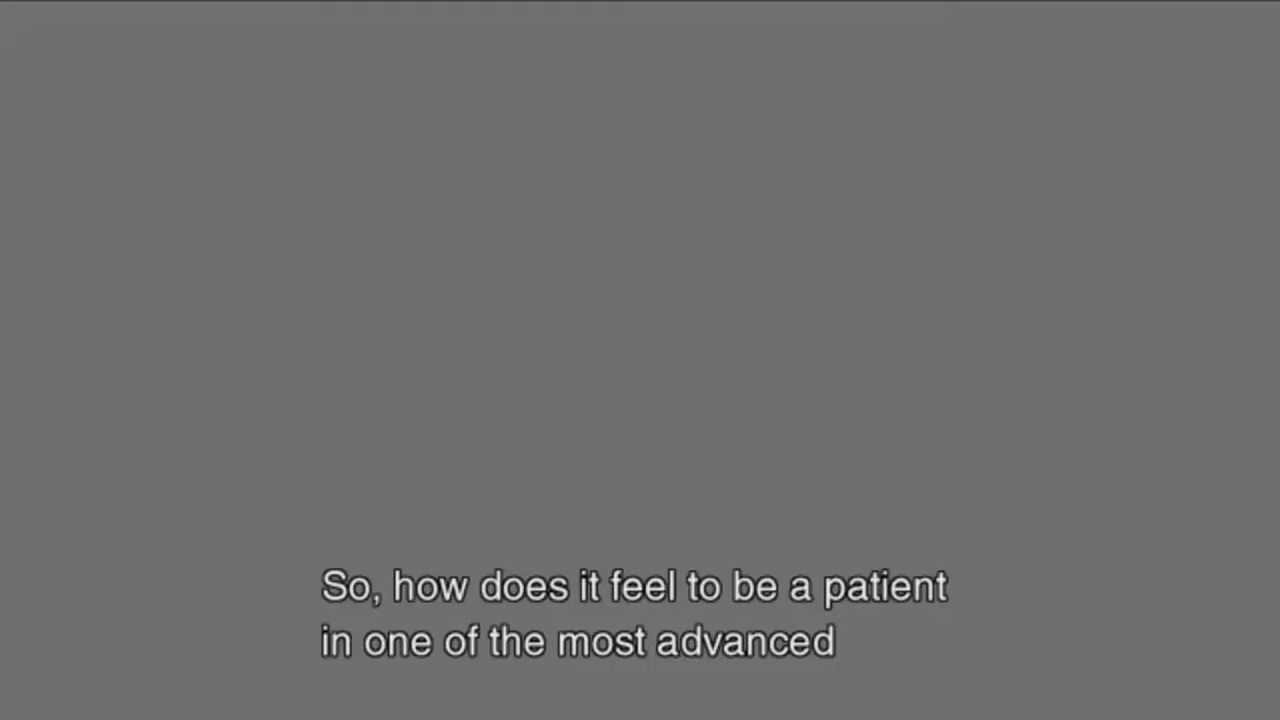 So, how does it feel to be a patient
in one of the most advanced